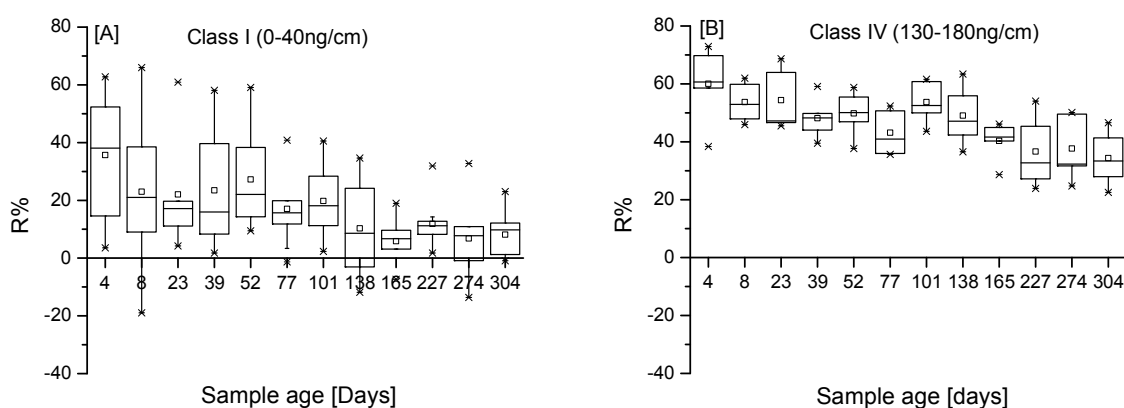 [A]
Class I (0-40ng/cm)
80
60
40
20
0
-20
-40
R%
4 8 23 39 52 77 101 138 165 227 274 304
Sample age [Days]
[B]
Class IV (130-180ng/cm)
80
60
40
20
0
-20
-40
R%
4 8 23 39 52 77 101 138 165 227 274 304
Sample age [days]